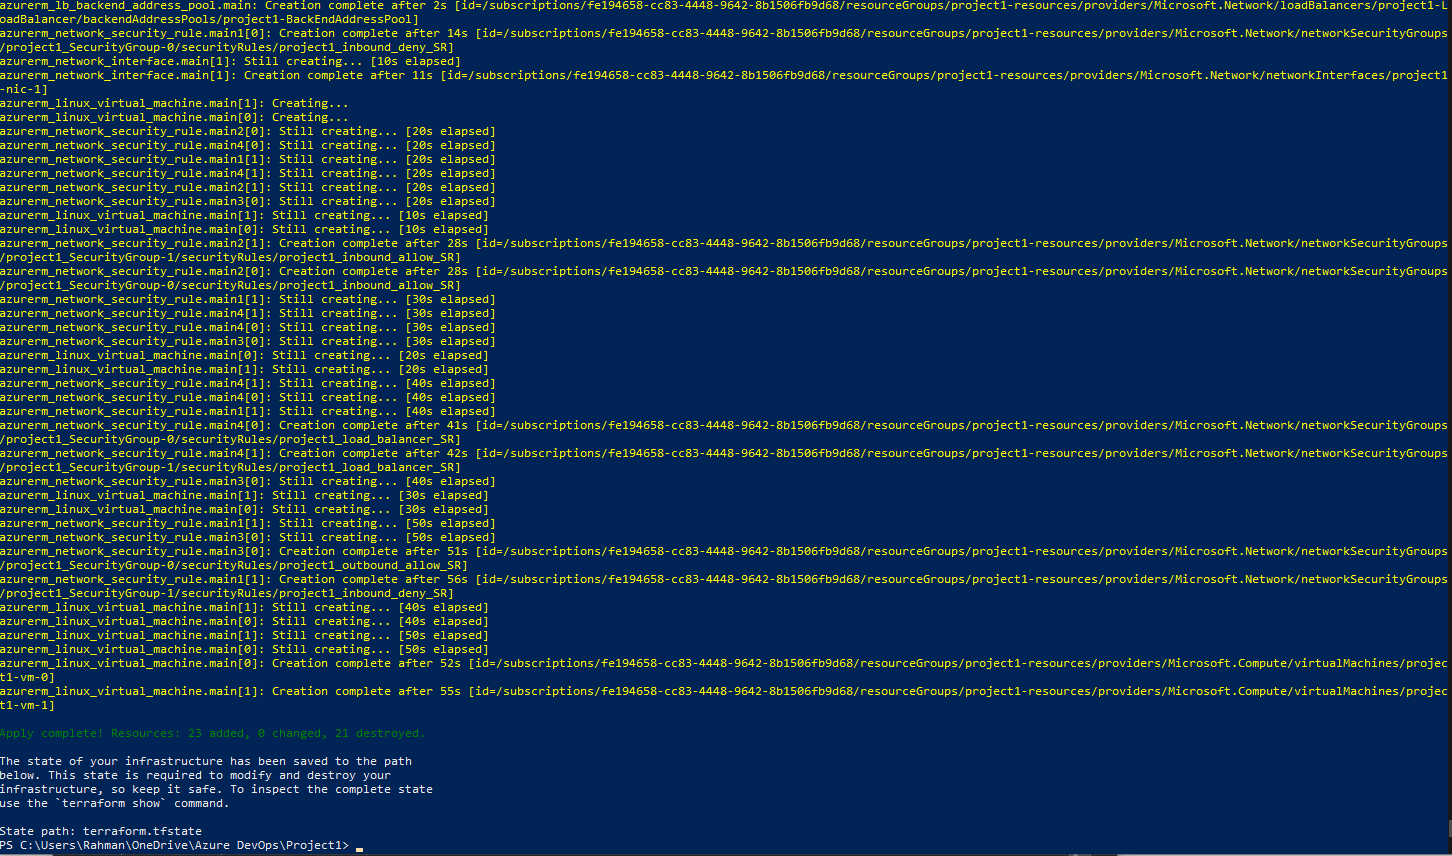 azurerm_lb_backend_address_pool.main: Creation complete after 2s [id=/subscriptions/fe194658-cc83-4448-9642-8b1506fb9d68/resourceGroups/project1-resources/providers/Microsoft.Network/loadBalancers/project1-L
oadBalancer/backendAddressPools/project1-BackEndAddressPool]
azurerm_network_security_rule.main1[0]: Creation complete after 14s [id=/subscriptions/fe194658-cc83-4448-9642-8b1506fb9d68/resourceGroups/project1-resources/providers/Microsoft.Network/networkSecurityGroups
/project1_SecurityGroup-0/securityRules/project1_inbound_deny_SR]
azurerm_network_interface.main[1]: Still creating... [10s elapsed]
azurerm_network_interface.main[1]: Creation complete after 11s [id=/subscriptions/fe194658-cc83-4448-9642-8b1506fb9d68/resourceGroups/project1-resources/providers/Microsoft.Network/networkInterfaces/project1
-nic-1]
azurerm_linux_virtual_machine.main[1]: Creating...
azurerm_linux_virtual_machine.main[0]: Creating...
azurerm_network_security_rule.main2[0]: Still creating... [20s elapsed]
azurerm_network_security_rule.main4[0]: Still creating... [20s elapsed]
azurerm_network_security_rule.main1[1]: Still creating... [20s elapsed]
azurerm_network_security_rule.main4[1]: Still creating... [20s elapsed]
azurerm_network_security_rule.main2[1]: Still creating... [20s elapsed]
azurerm_network_security_rule.main3[0]: Still creating... [20s elapsed]
azurerm_linux_virtual_machine.main[1]: Still creating... [10s elapsed]
azurerm_linux_virtual_machine.main[0]: Still creating... [10s elapsed]
azurerm_network_security_rule.main2[1]: Creation complete after 28s [id=/subscriptions/fe194658-cc83-4448-9642-8b1506fb9d68/resourceGroups/project1-resources/providers/Microsoft.Network/networkSecurityGroups
/project1_SecurityGroup-1/securityRules/project1_inbound_allow_SR]
azurerm_network_security_rule.main2[0]: Creation complete after 28s [id=/subscriptions/fe194658-cc83-4448-9642-8b1506fb9d68/resourceGroups/project1-resources/providers/Microsoft.Network/networkSecurityGroups
/project1_SecurityGroup-0/securityRules/project1_inbound_allow_SR]
azurerm_network_security_rule.main1[1]: Still creating... [30s elapsed]
azurerm_network_security_rule.main4[1]: Still creating... [30s elapsed]
azurerm_network_security_rule.main4[0]: Still creating... [30s elapsed]
azurerm_network_security_rule.main3[0]: Still creating... [30s elapsed]
azurerm_linux_virtual_machine.main[0]: Still creating... [20s elapsed]
azurerm_linux_virtual_machine.main[1]: Still creating... [20s elapsed]
azurerm_network_security_rule.main4[1]: Still creating... [40s elapsed]
azurerm_network_security_rule.main4[0]: Still creating... [40s elapsed]
azurerm_network_security_rule.main1[1]: Still creating... [40s elapsed]
azurerm_network_security_rule.main4[0]: Creation complete after 41s [id=/subscriptions/fe194658-cc83-4448-9642-8b1506fb9d68/resourceGroups/project1-resources/providers/Microsoft.Network/networkSecurityGroups
/project1_SecurityGroup-0/securityRules/project1_load_balancer_SR]
azurerm_network_security_rule.main4[1]: Creation complete after 42s [id=/subscriptions/fe194658-cc83-4448-9642-8b1506fb9d68/resourceGroups/project1-resources/providers/Microsoft.Network/networkSecurityGroups
/project1_SecurityGroup-1/securityRules/project1_load_balancer_SR]
azurerm_network_security_rule.main3[0]: Still creating... [40s elapsed]
azurerm_linux_virtual_machine.main[1]: Still creating... [30s elapsed]
azurerm_linux_virtual_machine.main[0]: Still creating... [30s elapsed]
azurerm_network_security_rule.main1[1]: Still creating... [50s elapsed]
azurerm_network_security_rule.main3[0]: Still creating... [50s elapsed]
azurerm_network_security_rule.main3[0]: Creation complete after 51s [id=/subscriptions/fe194658-cc83-4448-9642-8b1506fb9d68/resourceGroups/project1-resources/providers/Microsoft.Network/networkSecurityGroups
/project1_SecurityGroup-0/securityRules/project1_outbound_allow_SR]
azurerm_network_security_rule.main1[1]: Creation complete after 56s [id=/subscriptions/fe194658-cc83-4448-9642-8b1506fb9d68/resourceGroups/project1-resources/providers/Microsoft.Network/networkSecurityGroups
/project1_SecurityGroup-1/securityRules/project1_inbound_deny_SR]
azurerm_linux_virtual_machine.main[1]: Still creating... [40s elapsed]
azurerm_linux_virtual_machine.main[0]: Still creating... [40s elapsed]
azurerm_linux_virtual_machine.main[1]: Still creating... [50s elapsed]
azurerm_linux_virtual_machine.main[0]: Still creating... [50s elapsed]
azurerm_linux_virtual_machine.main[0]: Creation complete after 52s [id=/subscriptions/fe194658-cc83-4448-9642-8b1506fb9d68/resourceGroups/project1-resources/providers/Microsoft.Compute/virtualMachines/projec
t1-vm-0]
azurerm_linux_virtual_machine.main[1]: Creation complete after 55s [id=/subscriptions/fe194658-cc83-4448-9642-8b1506fb9d68/resourceGroups/project1-resources/providers/Microsoft.Compute/virtualMachines/projec
t1-vm-1]
Apply complete! Resources: 23 added, 0 changed, 21 destroyed.
The state of your infrastructure has been saved to the path
below. This state is required to modify and destroy your
infrastructure, so keep it safe. To inspect the complete state
use the `terraform show` command.
State path: terraform.tfstate
PS C:\Users\Rahman\OneDrive\Azure DevOps\Project1>